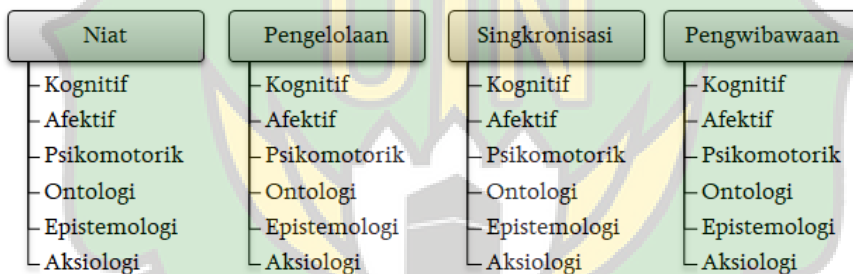 Niat
Kognitif
Afektif
Psikomotorik
Ontologi
Epistemologi
Aksiologi
Pengelolaan
Kognitif
Afektif
Psikomotorik
Ontologi
Epistemologi
Aksiologi
Singkronisasi
Kognitif
Afektif
Psikomotorik
Ontologi
Epistemologi
Aksiologi
Pengwibawaan
Kognitif
Afektif
Psikomotorik
Ontologi
Epistemologi
Aksiologi
UIN